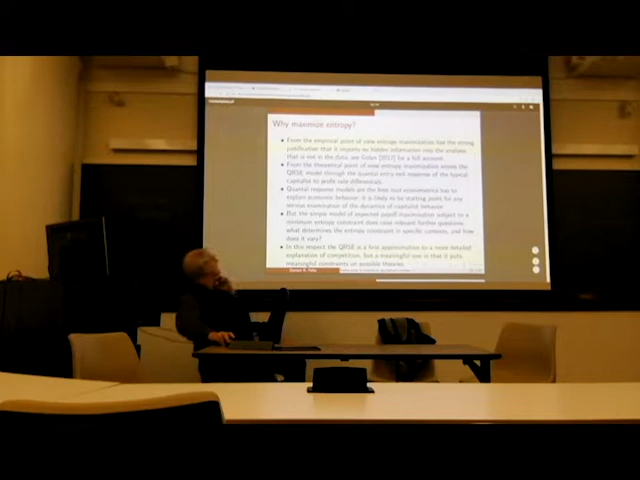 Why maximize entropy?
From the empirical point of view entropy maximization has the strong
justification that it imports no hidden information into the analysis
that is not in the data, see Golan [2017] for a full account.
From the theoretical point of view entropy maximization enters the
QRSE model through the quantal entry-exit response of the typical
capitalist to profit rate differentials.
Quantal response models are the best tool econometrics has to
explain economic behavior; it is likely to be starting point for any
serious examination of the dynamics of capitalist behavior.
But the simple model of expected payoff maximization subject to a
minimum entropy constraint does raise further questions:
what determines the entropy constraint in specific contexts, and how
does it vary?
In this respect the QRSE is a first approximation to a more detailed
explanation of competition, but a meaningful one in that it puts
meaningful constraints on possible theories.
Duncan K. Foley